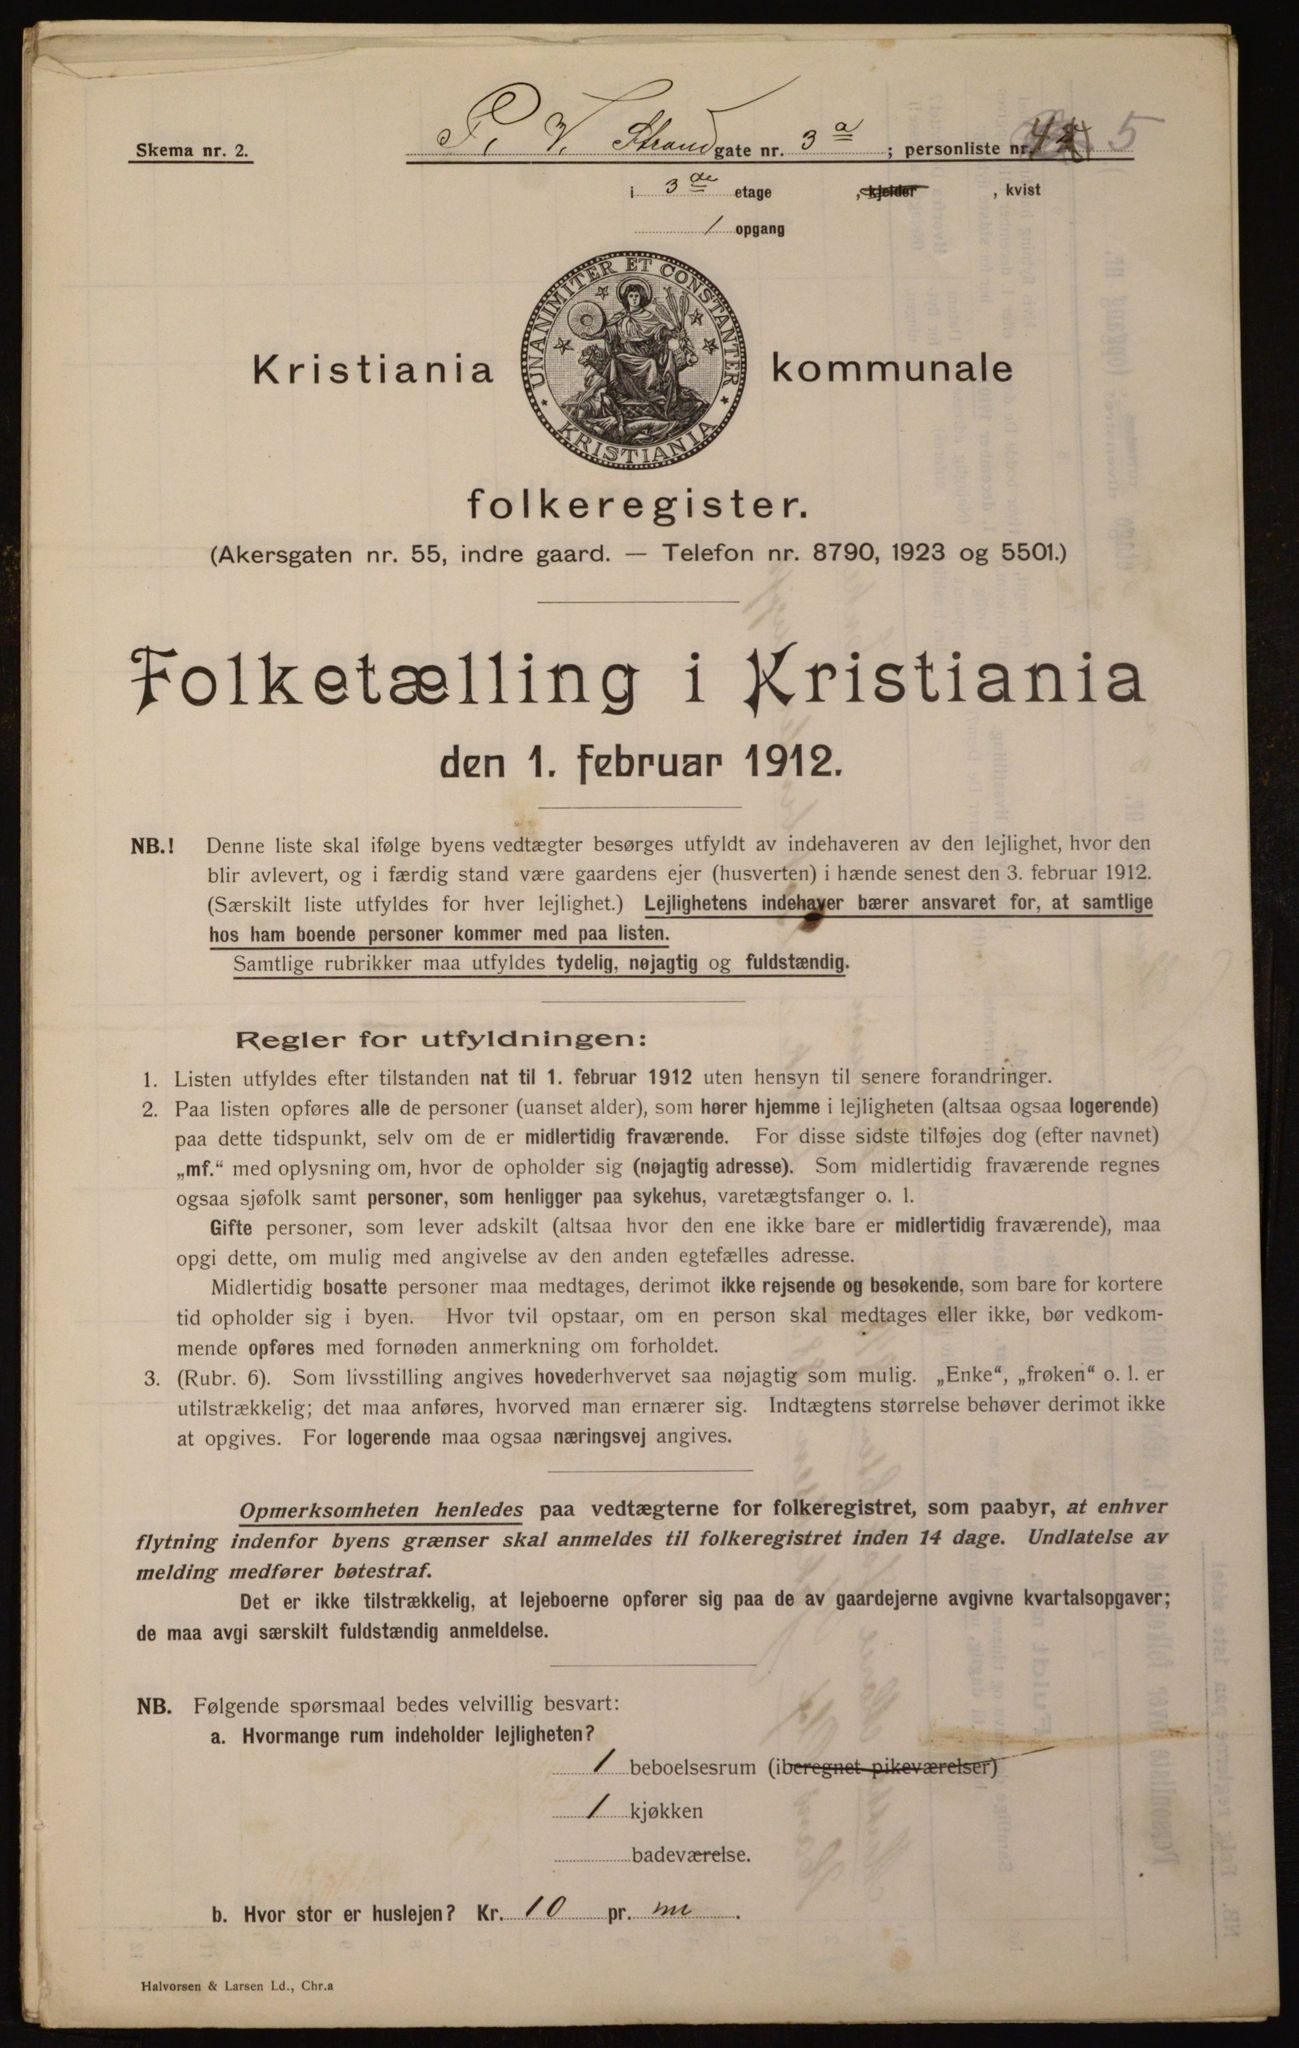 Skema nr. 2. P. V. Strand gate nr. 3 a ; personliste nr. 5
i 3 de etage , kjelder , kvist
1 opgang
UNANIMITER ET CONSTANTER
KRISTIANIA
Kristiania kommunale
folkeregister.
(Akersgaten nr. 55, indre gaard. — Telefon nr. 8790, 1923 og 5501.)
Folketælling i Kristiania
den 1. februar 1912.
NB.! Denne liste skal ifølge byens vedtægter besørges utfyldt av indehaveren av den lejlighet, hvor den
blir avlevert, og i færdig stand være gaardens ejer (husverten) i hænde senest den 3. februar 1912.
(Særskilt liste utfyldes for hver lejlighet.) Lejlighetens indehaver bærer ansvaret for, at samtlige
hos ham boende personer kommer med paa listen.
Samtlige rubrikker maa utfyldes tydelig, nøjagtig og fuldstændig.
Regler for utfyldningen:
1. Listen utfyldes efter tilstanden nat til 1. februar 1912 uten hensyn til senere forandringer.
2. Paa listen opføres alle de personer (uanset alder), som hører hjemme i lejligheten (altsaa ogsaa logerende)
paa dette tidspunkt, selv om de er midlertidig fraværende. For disse sidste tilføjes dog (efter navnet)
„mf.“ med oplysning om, hvor de opholder sig (nøjagtig adresse). Som midlertidig fraværende regnes
ogsaa sjøfolk samt personer, som henligger paa sykehus, varetægtsfanger o. l.
Gifte personer, som lever adskilt (altsaa hvor den ene ikke bare er midlertidig fraværende), maa
opgi dette, om mulig med angivelse av den anden egtefælles adresse.
Midlertidig bosatte personer maa medtages, derimot ikke rejsende og besøkende, som bare for kortere
tid opholder sig i byen. Hvor tvil opstaar, om en person skal medtages eller ikke, bør vedkom-
mende opføres med fornøden anmerkning om forholdet.
3. (Rubr. 6). Som livsstilling angives hovederhvervet saa nøjagtig som mulig. „Enke“, „frøken“ o. l. er
utilstrækkelig; det maa anføres, hvorved man ernærer sig. Indtægtens størrelse behøver derimot ikke
at opgives. For logerende maa ogsaa næringsvej angives.
Opmerksomheten henledes paa vedtægterne for folkeregistret, som paabyr, at enhver
flytning indenfor byens grænser skal anmeldes til folkeregistret inden 14 dage. Undlatelse av
melding medfører bøtestraf.
Det er ikke tilstrækkelig, at lejeboerne opfører sig paa de av gaardejerne avgivne kvartalsopgaver;
de maa avgi særskilt fuldstændig anmeldelse.
NB. Følgende spørsmaal bedes velvillig besvart:
a. Hvormange rum indeholder lejligheten?
1 beboelsesrum (iberegnet pikeværelser)
1 kjøkken
badeværelse.
b. Hvor stor er huslejen? Kr. 10 pr. m .
Halvorsen & Larsen Ld., Chr.a